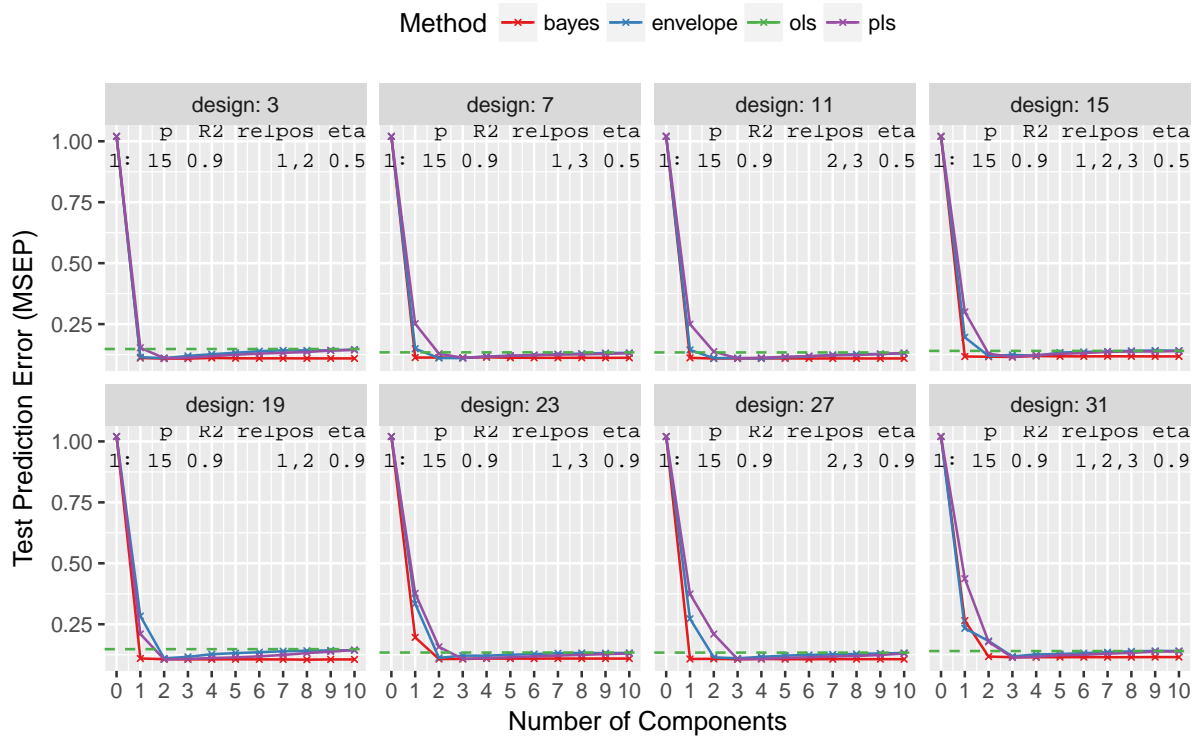 Method bayes envelope ols pls
design: 3 design: 7 design: 11 design: 15
p R2 relpos eta p R2 relpos eta p R2 relpos eta p R2 relpos eta
1: 15 0.9 1,2 0.5 1: 15 0.9 1,3 0.5 1: 15 0.9 2,3 0.5 1: 15 0.9 1,2,3 0.5
1.00
0.75
0.50
0.25
design: 19 design: 23 design: 27 design: 31
p R2 relpos eta p R2 relpos eta p R2 relpos eta p R2 relpos eta
1: 15 0.9 1,2 0.9 1: 15 0.9 1,3 0.9 1: 15 0.9 2,3 0.9 1: 15 0.9 1,2,3 0.9
1.00
0.75
0.50
0.25
0 1 2 3 4 5 6 7 8 9 10 0 1 2 3 4 5 6 7 8 9 10 0 1 2 3 4 5 6 7 8 9 10 0 1 2 3 4 5 6 7 8 9 10
Number of Components
Test Prediction Error (MSEP)